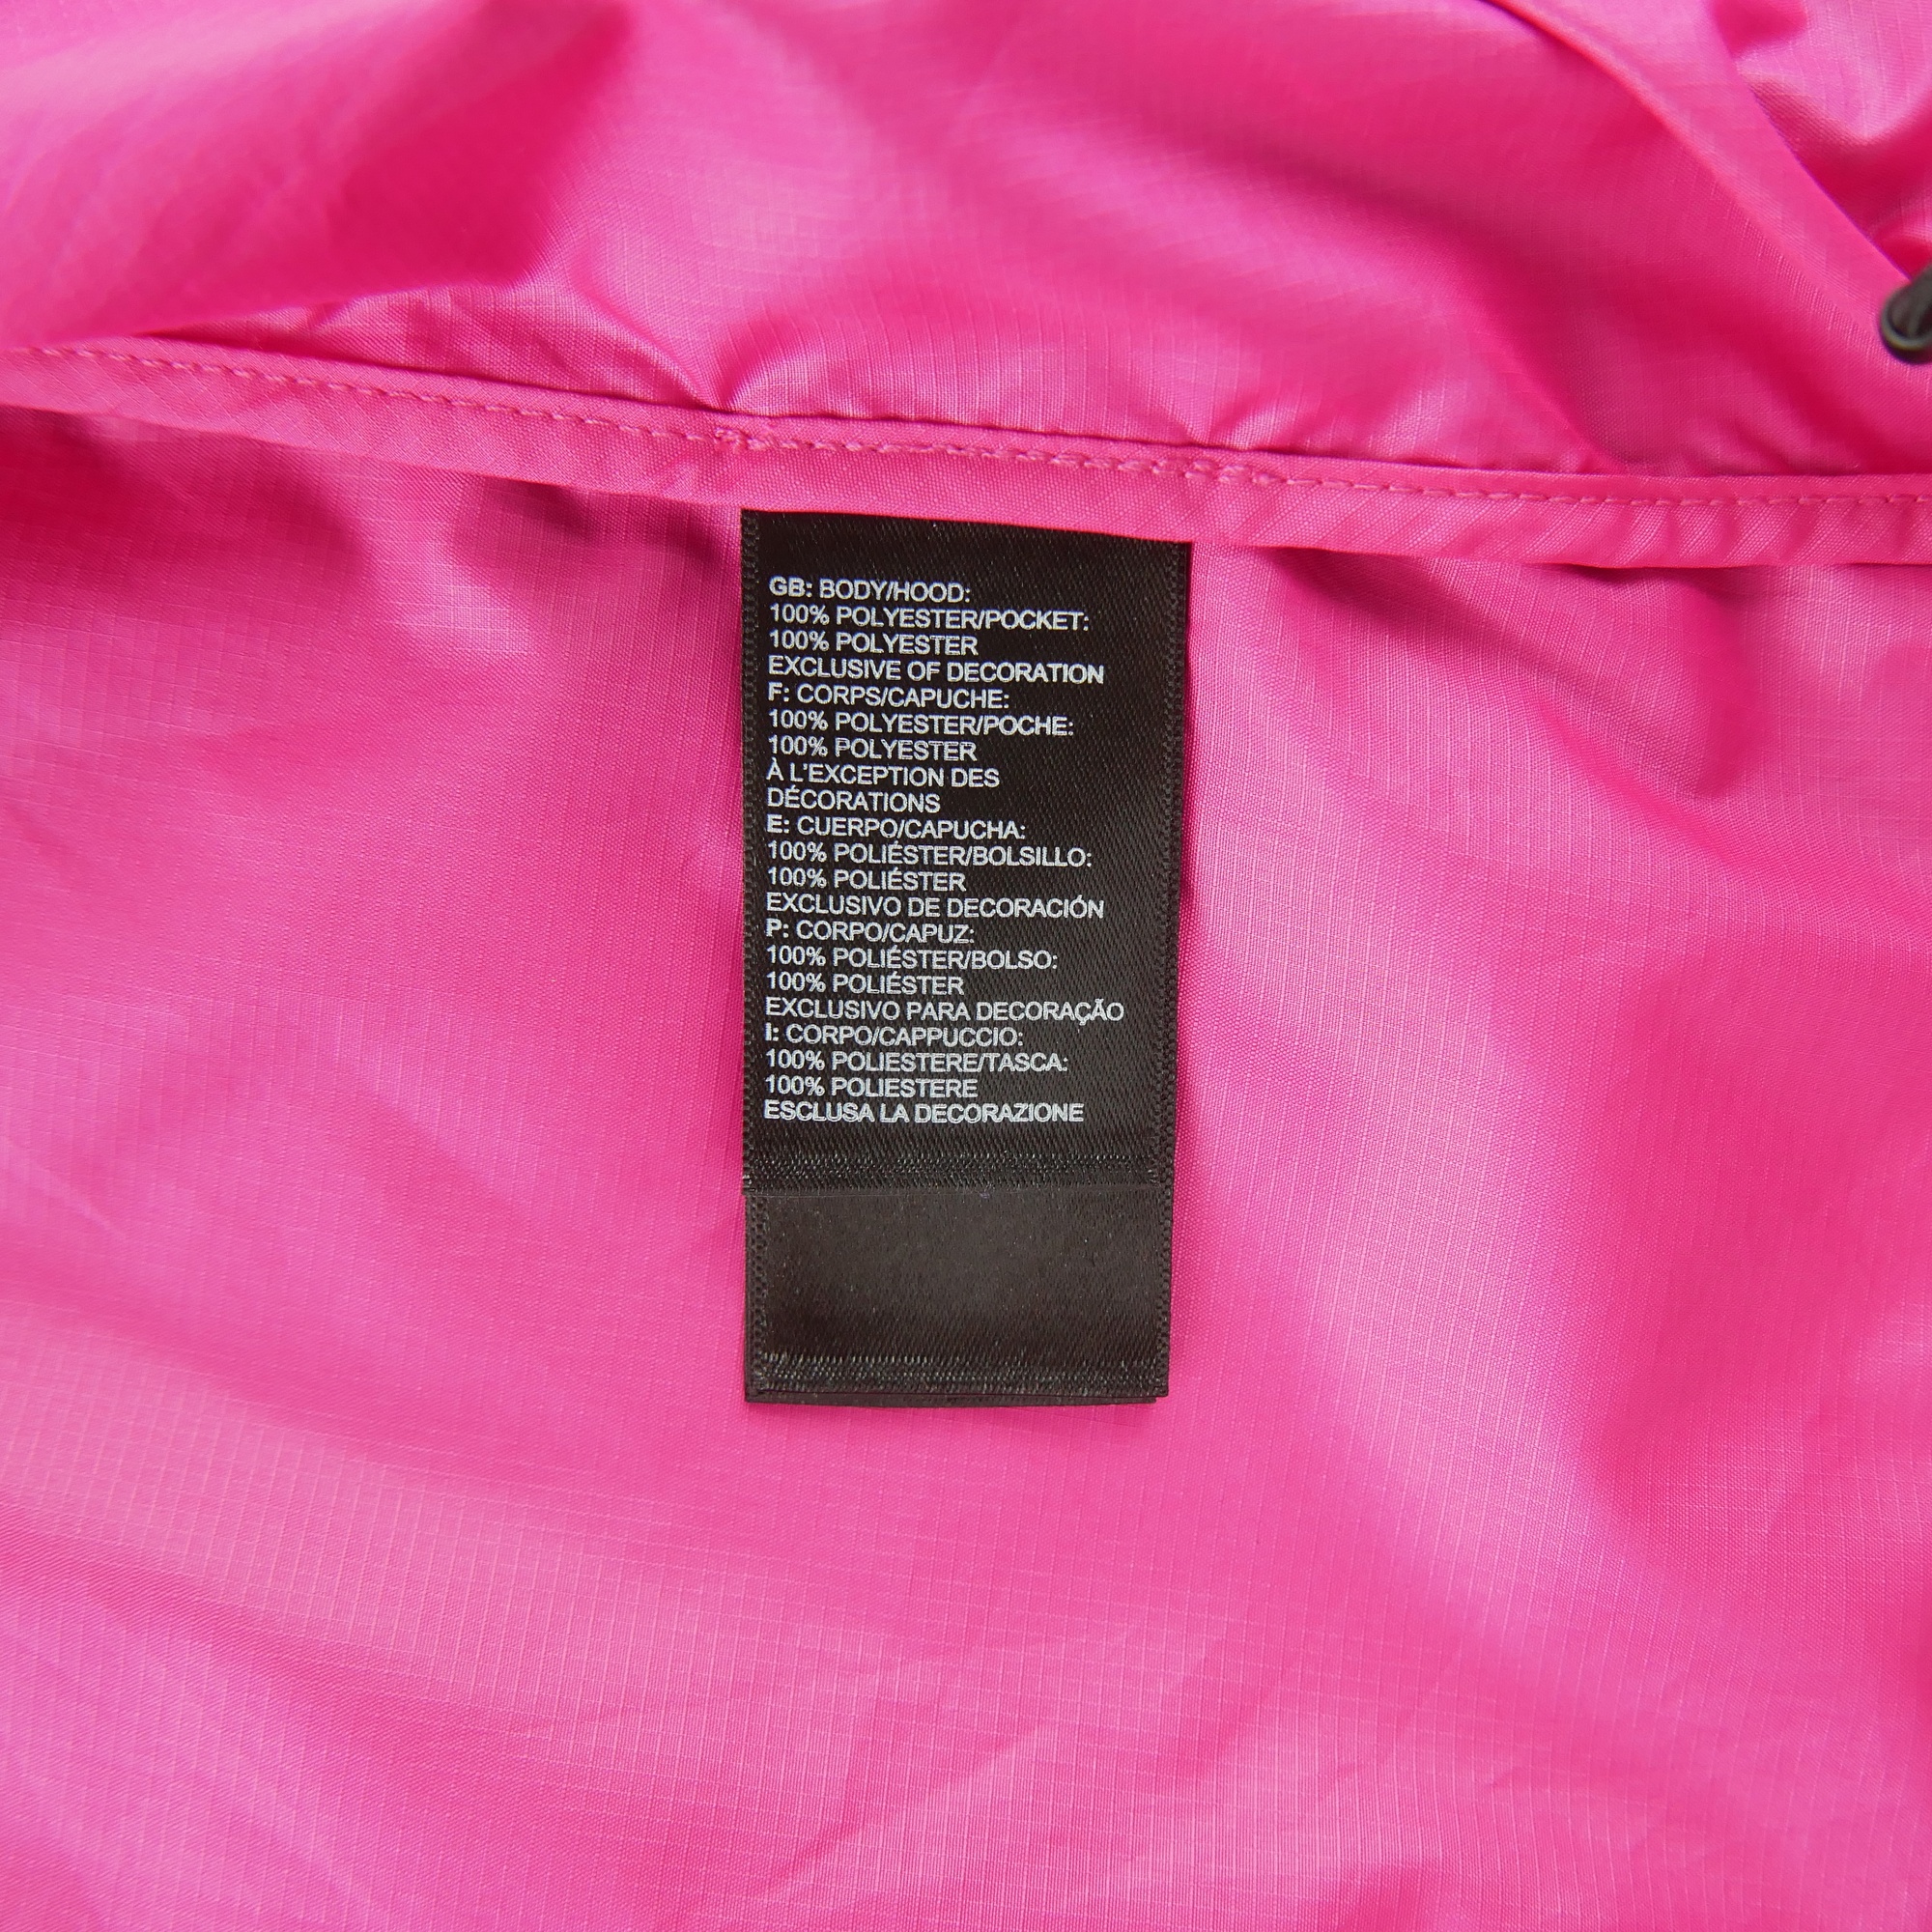 GB: BODY/HOOD:
100% POLYESTER/POCKET:
100% POLYESTER
EXCLUSIVE OF DECORATION
F: CORPS/CAPUCHE:
100% POLYESTER/POCHE:
100% POLYESTER
À L'EXCEPTION DES
DÉCORATIONS
E: CUERPO/CAPUCHA:
100% POLIÉSTER/BOLSILLO:
100% POLIÉSTER
EXCLUSIVO DE DECORACIÓN
P: CORPO/CAPUZ:
100% POLIÉSTER/BOLSO:
100% POLIÉSTER
EXCLUSIVO PARA DECORAÇÃO
I: CORPO/CAPPUCCIO:
100% POLIESTERE/TASCA:
100% POLIESTERE
ESCLUSA LA DECORAZIONE